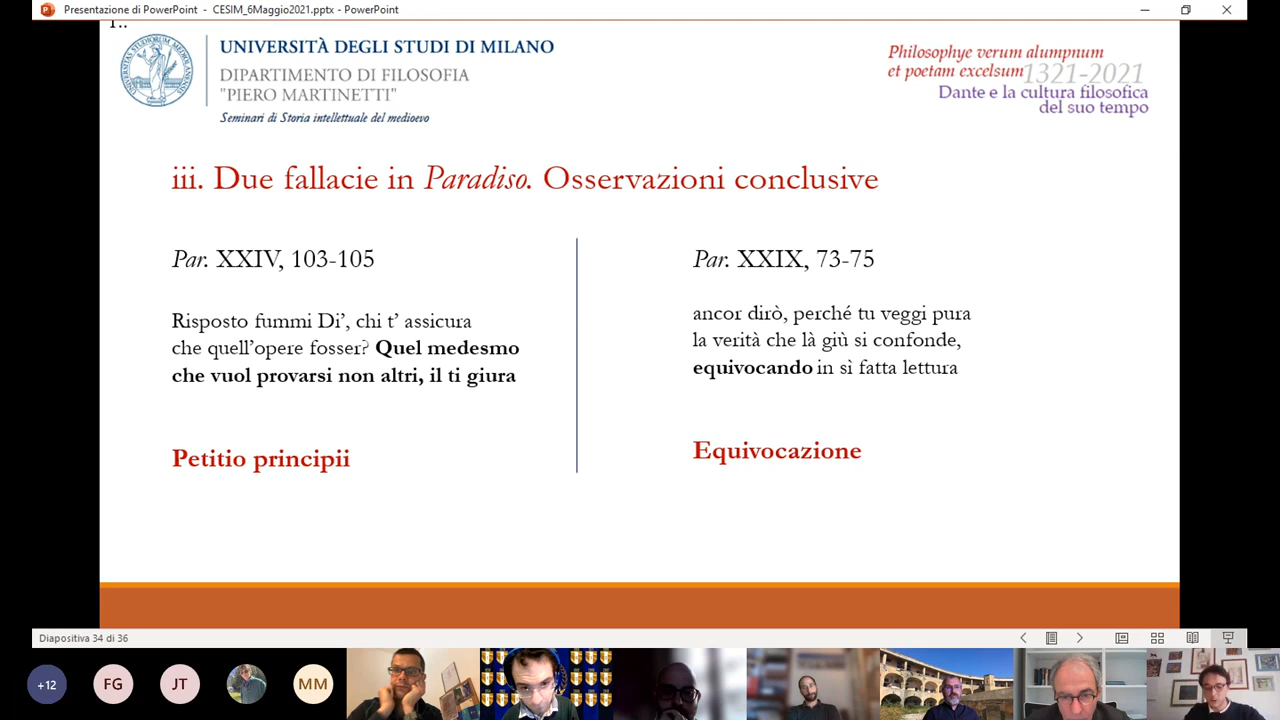 Presentazione di PowerPoint - CESIM_6Maggio2021.pptx - PowerPoint
UNIVERSITÀ DEGLI STUDI DI MILANO
DIPARTIMENTO DI FILOSOFIA
"PIERO MARTINETTI"
Seminari di Storia intellettuale del medioevo
Philosophye verum alumpnum
et poetam excelsum 1321-2021
Dante e la cultura filosofica
del suo tempo
iii. Due fallacie in Paradiso. Osservazioni conclusive
Par. XXIV, 103-105
Risposto fummi Di', chi t' assicura
che quell'opere fosser? Quel medesmo
che vuol provarsi non altri, il ti giura
Petitio principii
Par. XXIX, 73-75
ancor dirò, perché tu veggi pura
la verità che là giù si confonde,
equivocando in sì fatta lettura
Equivocazione
Diapositiva 34 di 36
+12
FG
JT
MM